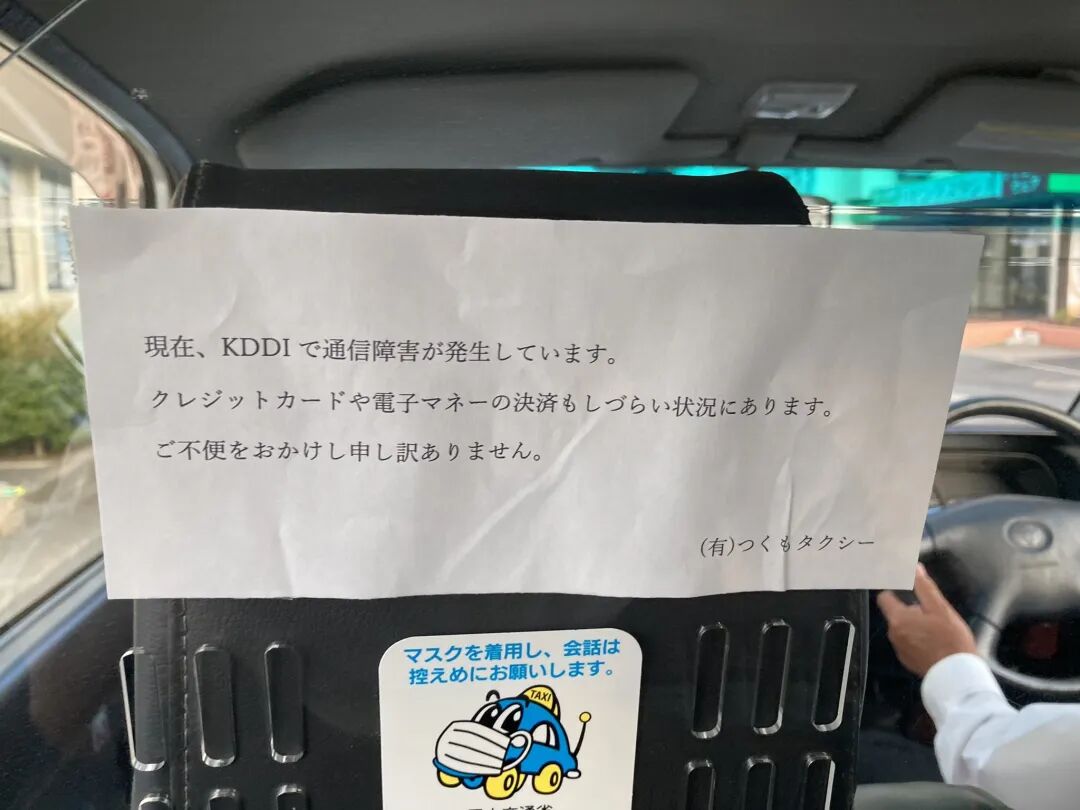 現在、KDDI で通信障害が発生しています。
クレジットカードや電子マネーの決済もしづらい状況にあります。
ご不便をおかけし申し訳ありません。
(有)つくもタクシー
マスクを着用し、会話は
控えめにお願いします。
TAXI